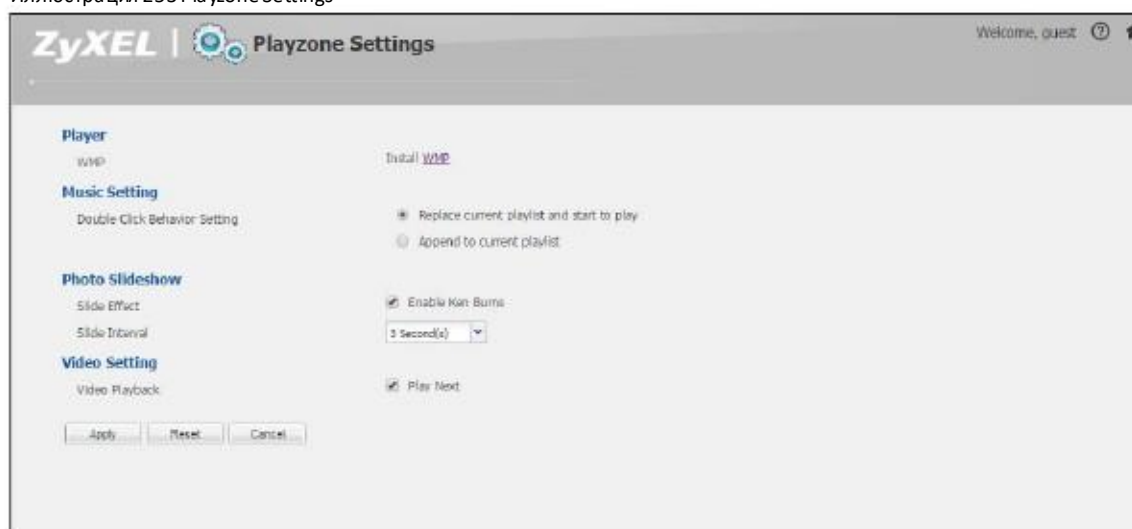 ZyXEL | Playzone Settings
Welcome, guest
Player
WMP
Install WMP
Music Setting
Double Click Behavior Setting
Replace current playlist and start to play
Append to current playlist
Photo Slideshow
Slide Effect
Enable Ken Burns
Slide Interval
3 Second(s)
Video Setting
Video Playback
Play Next
Apply
Reset
Cancel